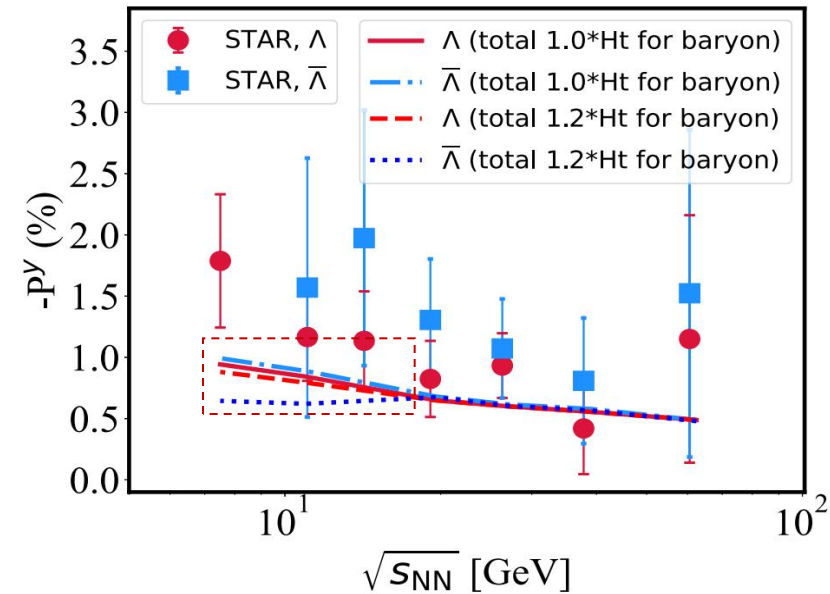 STAR, Λ
STAR, Λ̅
Λ (total 1.0*Ht for baryon)
Λ̅ (total 1.0*Ht for baryon)
Λ (total 1.2*Ht for baryon)
Λ̅ (total 1.2*Ht for baryon)
-Pʸ (%)
3.5
3.0
2.5
2.0
1.5
1.0
0.5
0.0
10¹
10²
√sNN [GeV]